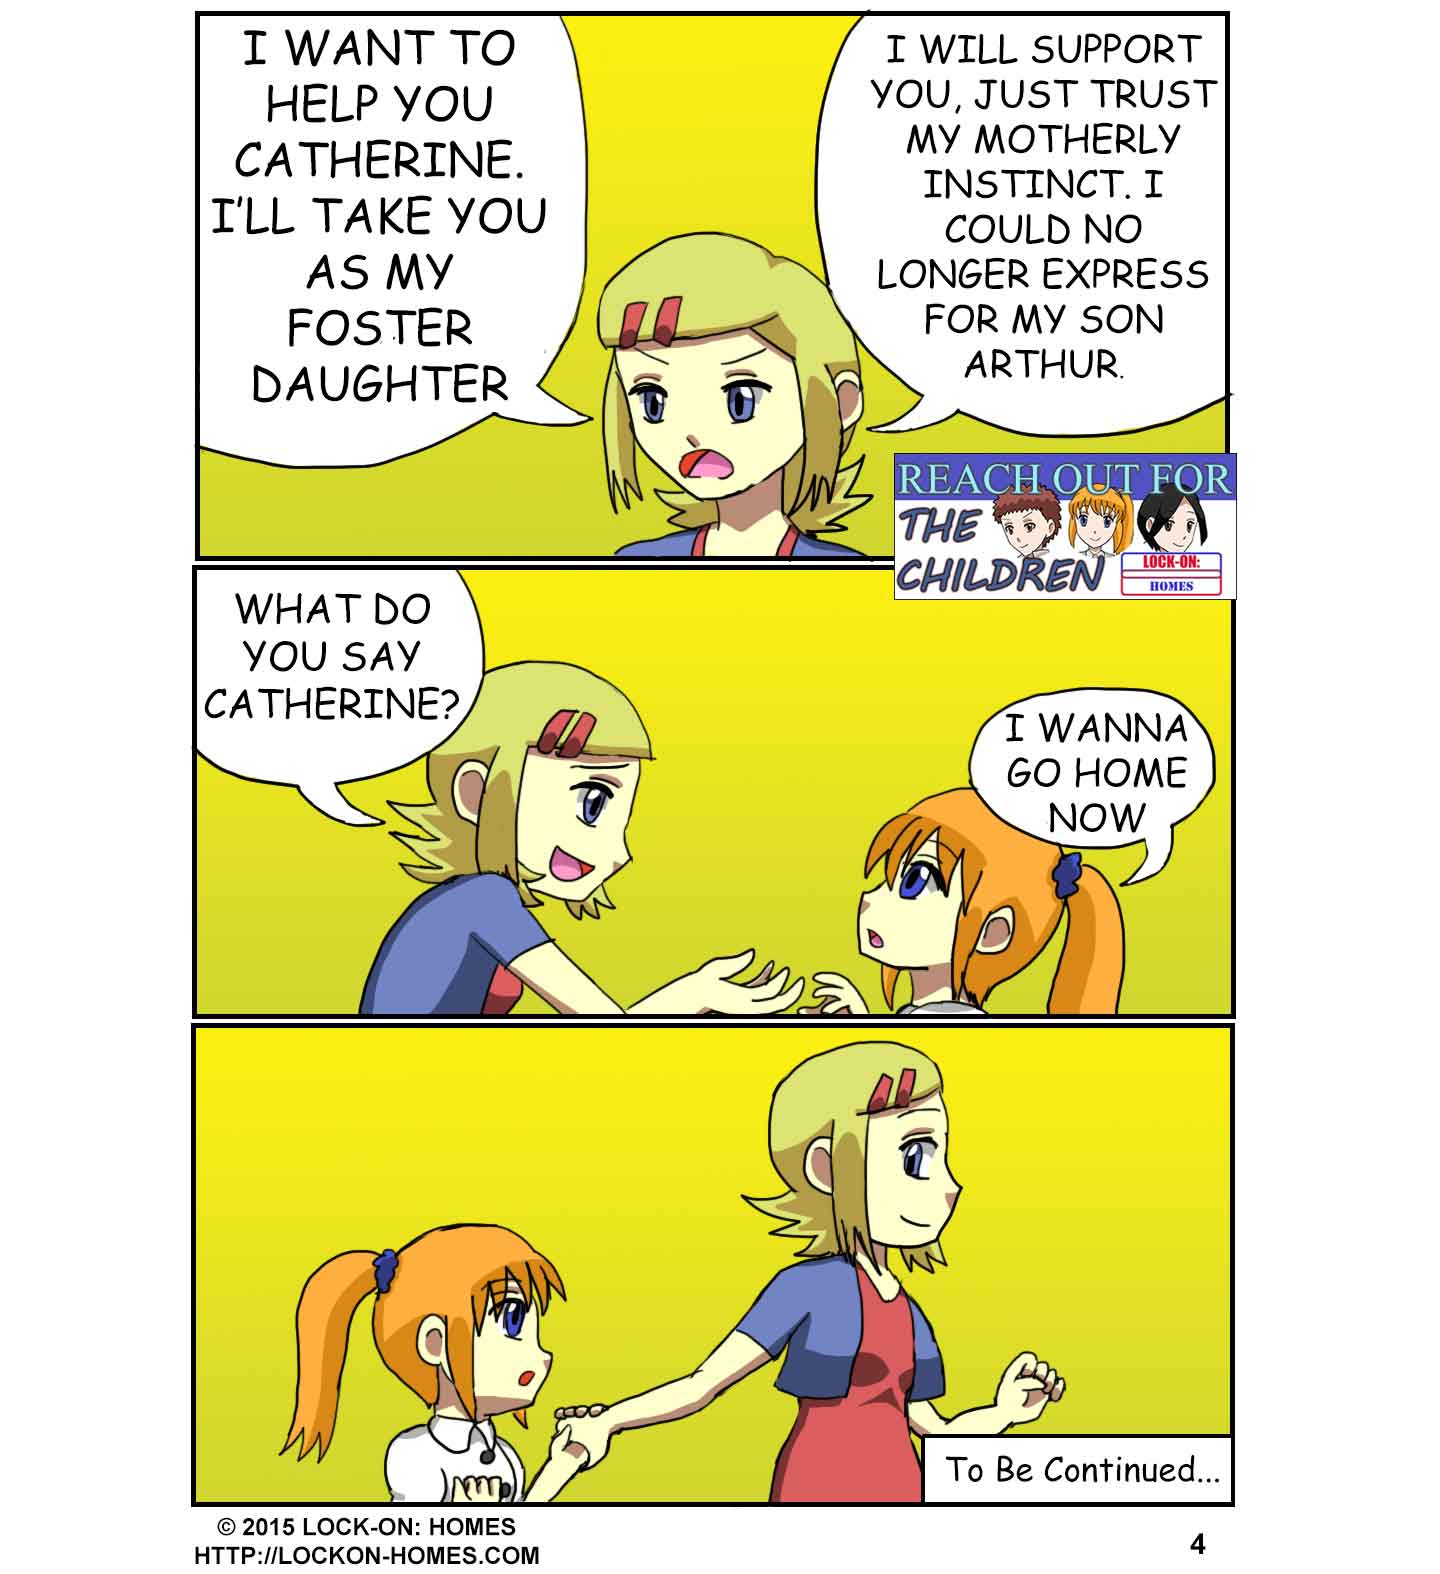 I WANT TO
HELP YOU
CATHERINE.
I'LL TAKE YOU
AS MY
FOSTER
DAUGHTER
I WILL SUPPORT
YOU, JUST TRUST
MY MOTHERLY
INSTINCT. I
COULD NO
LONGER EXPRESS
FOR MY SON
ARTHUR.
REACH OUT FOR
THE
CHILDREN
LOCK-ON:
HOMES
WHAT DO
YOU SAY
CATHERINE?
I WANNA
GO HOME
NOW
To Be Continued...
© 2015 LOCK-ON: HOMES
HTTP://LOCKON-HOMES.COM
4